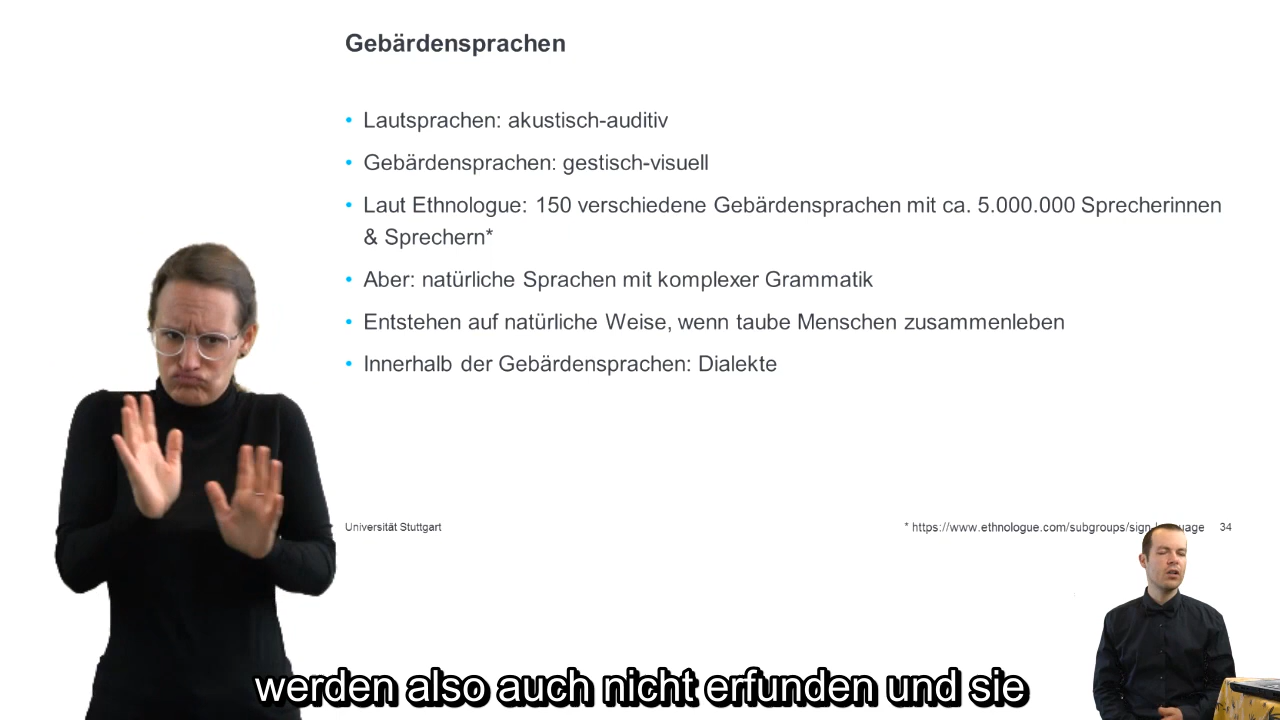 Gebärdensprachen
• Lautsprachen: akustisch-auditiv
• Gebärdensprachen: gestisch-visuell
• Laut Ethnologue: 150 verschiedene Gebärdensprachen mit ca. 5.000.000 Sprecherinnen
& Sprechern*
• Aber: natürliche Sprachen mit komplexer Grammatik
• Entstehen auf natürliche Weise, wenn taube Menschen zusammenleben
• Innerhalb der Gebärdensprachen: Dialekte
Universität Stuttgart
* https://www.ethnologue.com/subgroups/sign-language 34
werden also auch nicht erfunden und sie